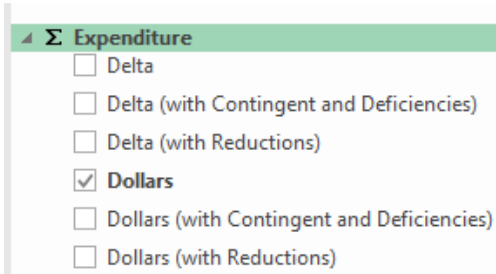 Σ Expenditure
Delta
Delta (with Contingent and Deficiencies)
Delta (with Reductions)
Dollars
Dollars (with Contingent and Deficiencies)
Dollars (with Reductions)